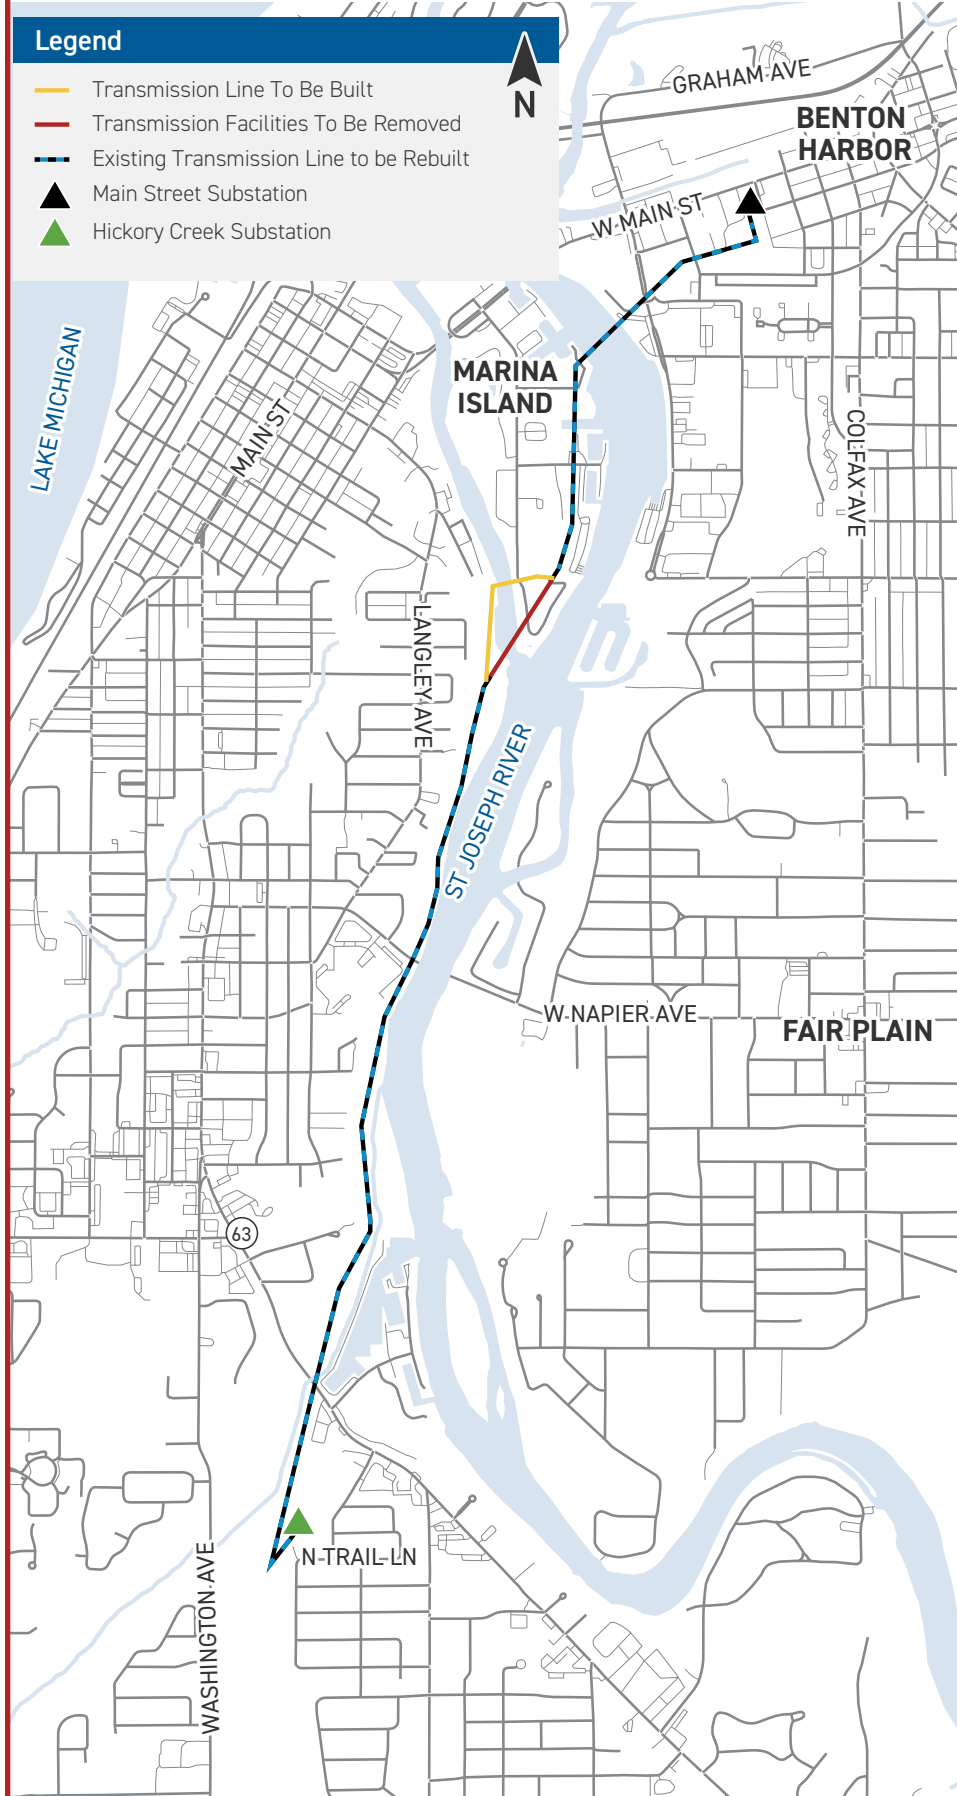 Legend
Transmission Line To Be Built
Transmission Facilities To Be Removed
Existing Transmission Line to be Rebuilt
Main Street Substation
Hickory Creek Substation
N
GRAHAM AVE
BENTON
HARBOR
W MAIN ST
LAKE MICHIGAN
MARINA
ISLAND
MAIN ST
COLFAX AVE
LANGLEY AVE
ST JOSEPH RIVER
W NAPIER AVE
FAIR PLAIN
63
N TRAIL LN
WASHINGTON AVE